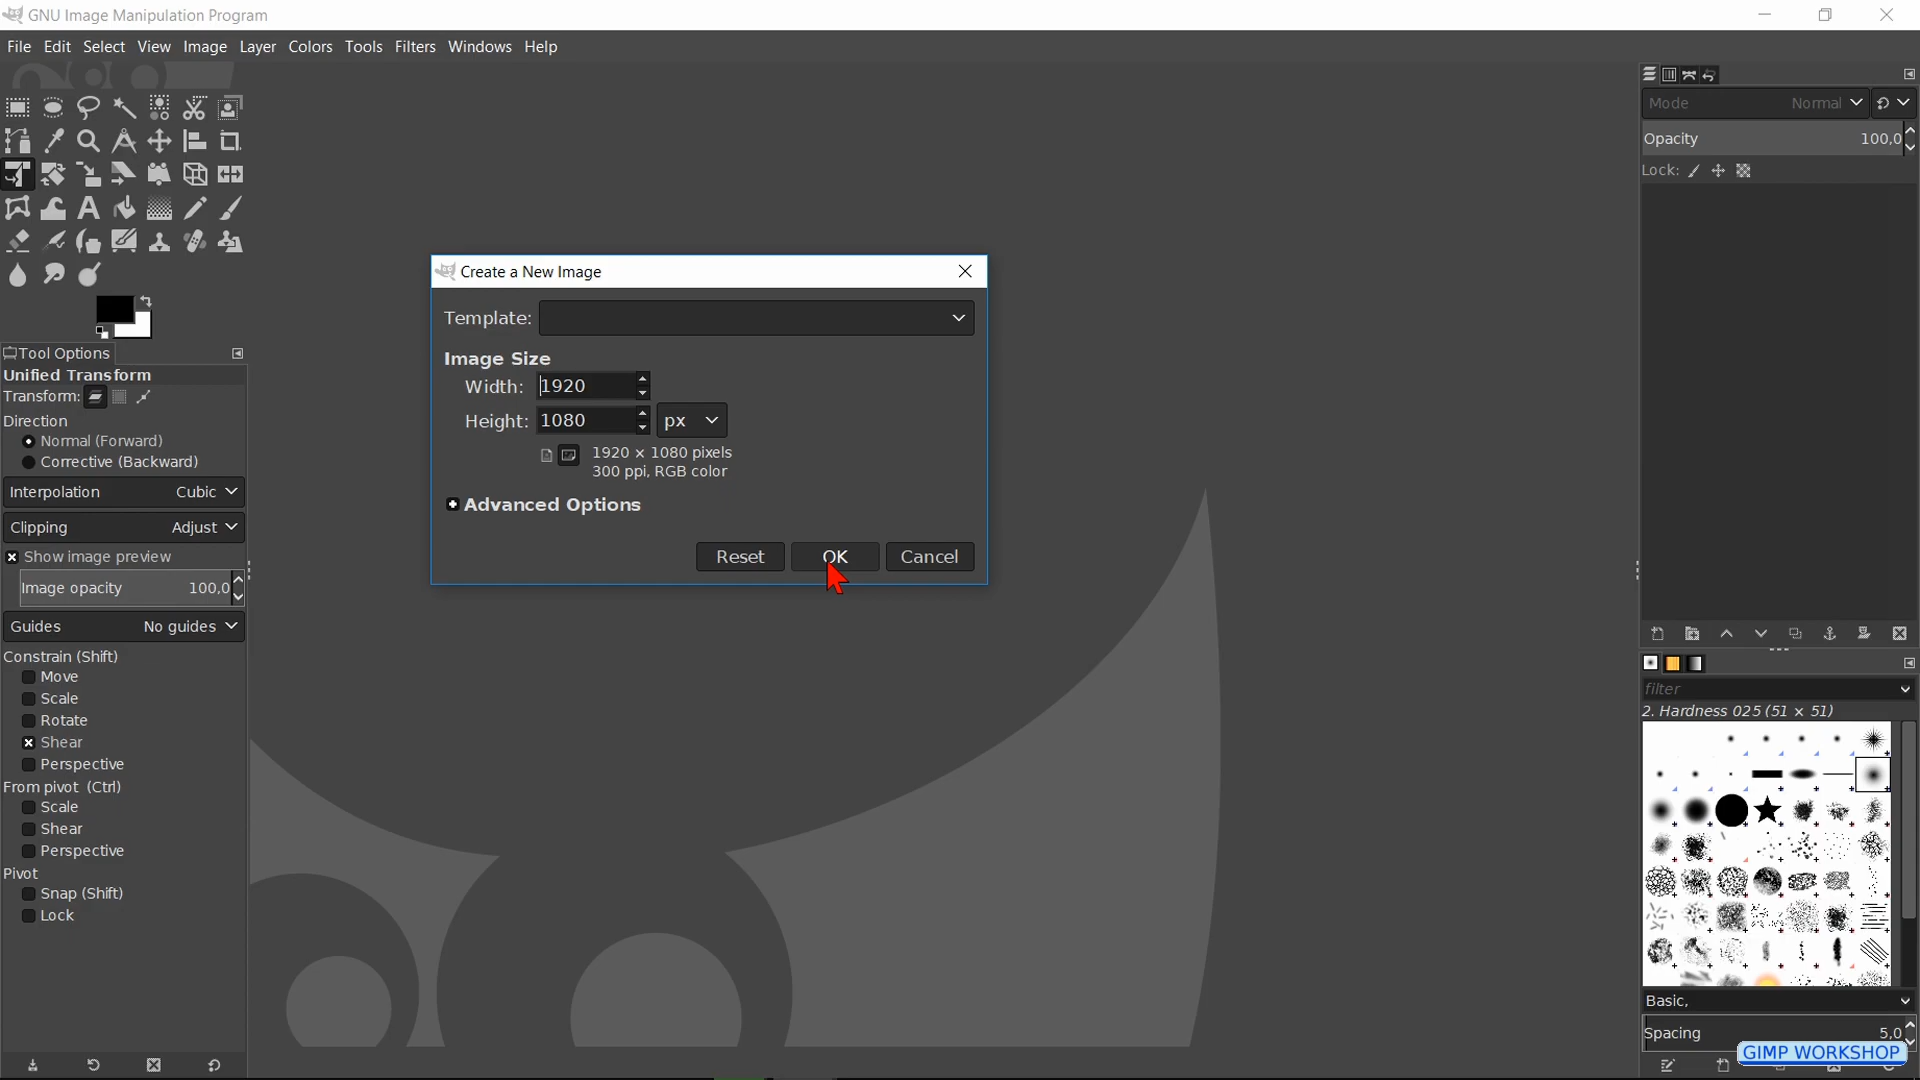 GNU Image Manipulation Program
File Edit Select View Image Layer Colors Tools Filters Windows Help
Mode Normal
Opacity 100,0
Lock:
Create a New Image
Template:
Image Size
Width: 1920
Height: 1080 px
1920 × 1080 pixels
300 ppi, RGB color
Advanced Options
Reset OK Cancel
Tool Options
Unified Transform
Transform:
Direction
Normal (Forward)
Corrective (Backward)
Interpolation Cubic
Clipping Adjust
Show image preview
Image opacity 100,0
Guides No guides
Constrain (Shift)
Move
Scale
Rotate
Shear
Perspective
From pivot (Ctrl)
Scale
Shear
Perspective
Pivot
Snap (Shift)
Lock
filter
2. Hardness 025 (51 × 51)
Basic,
Spacing 5,0
GIMP WORKSHOP